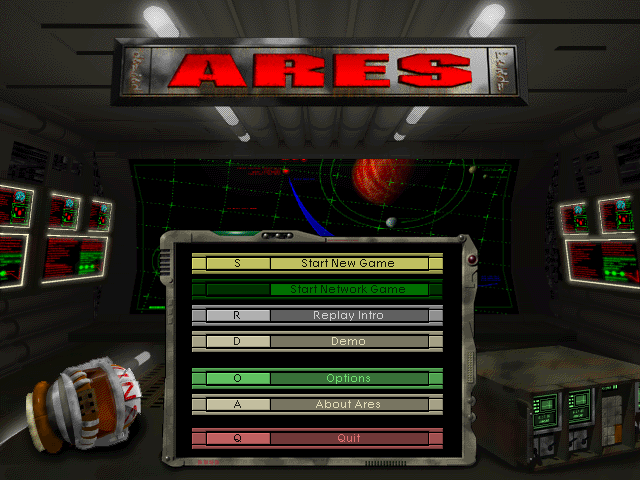 ARES
S Start New Game
Start Network Game
R Replay Intro
D Demo
O Options
A About Ares
Q Quit